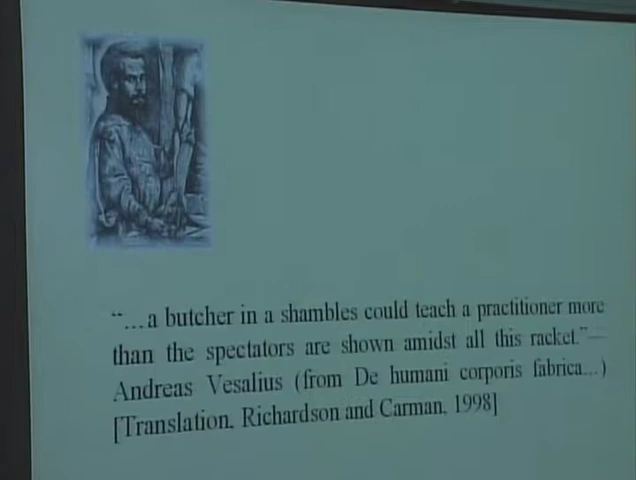 “…a butcher in a shambles could teach a practitioner more
than the spectators are shown amidst all this racket.”—
Andreas Vesalius (from De humani corporis fabrica...)
[Translation, Richardson and Carman, 1998]